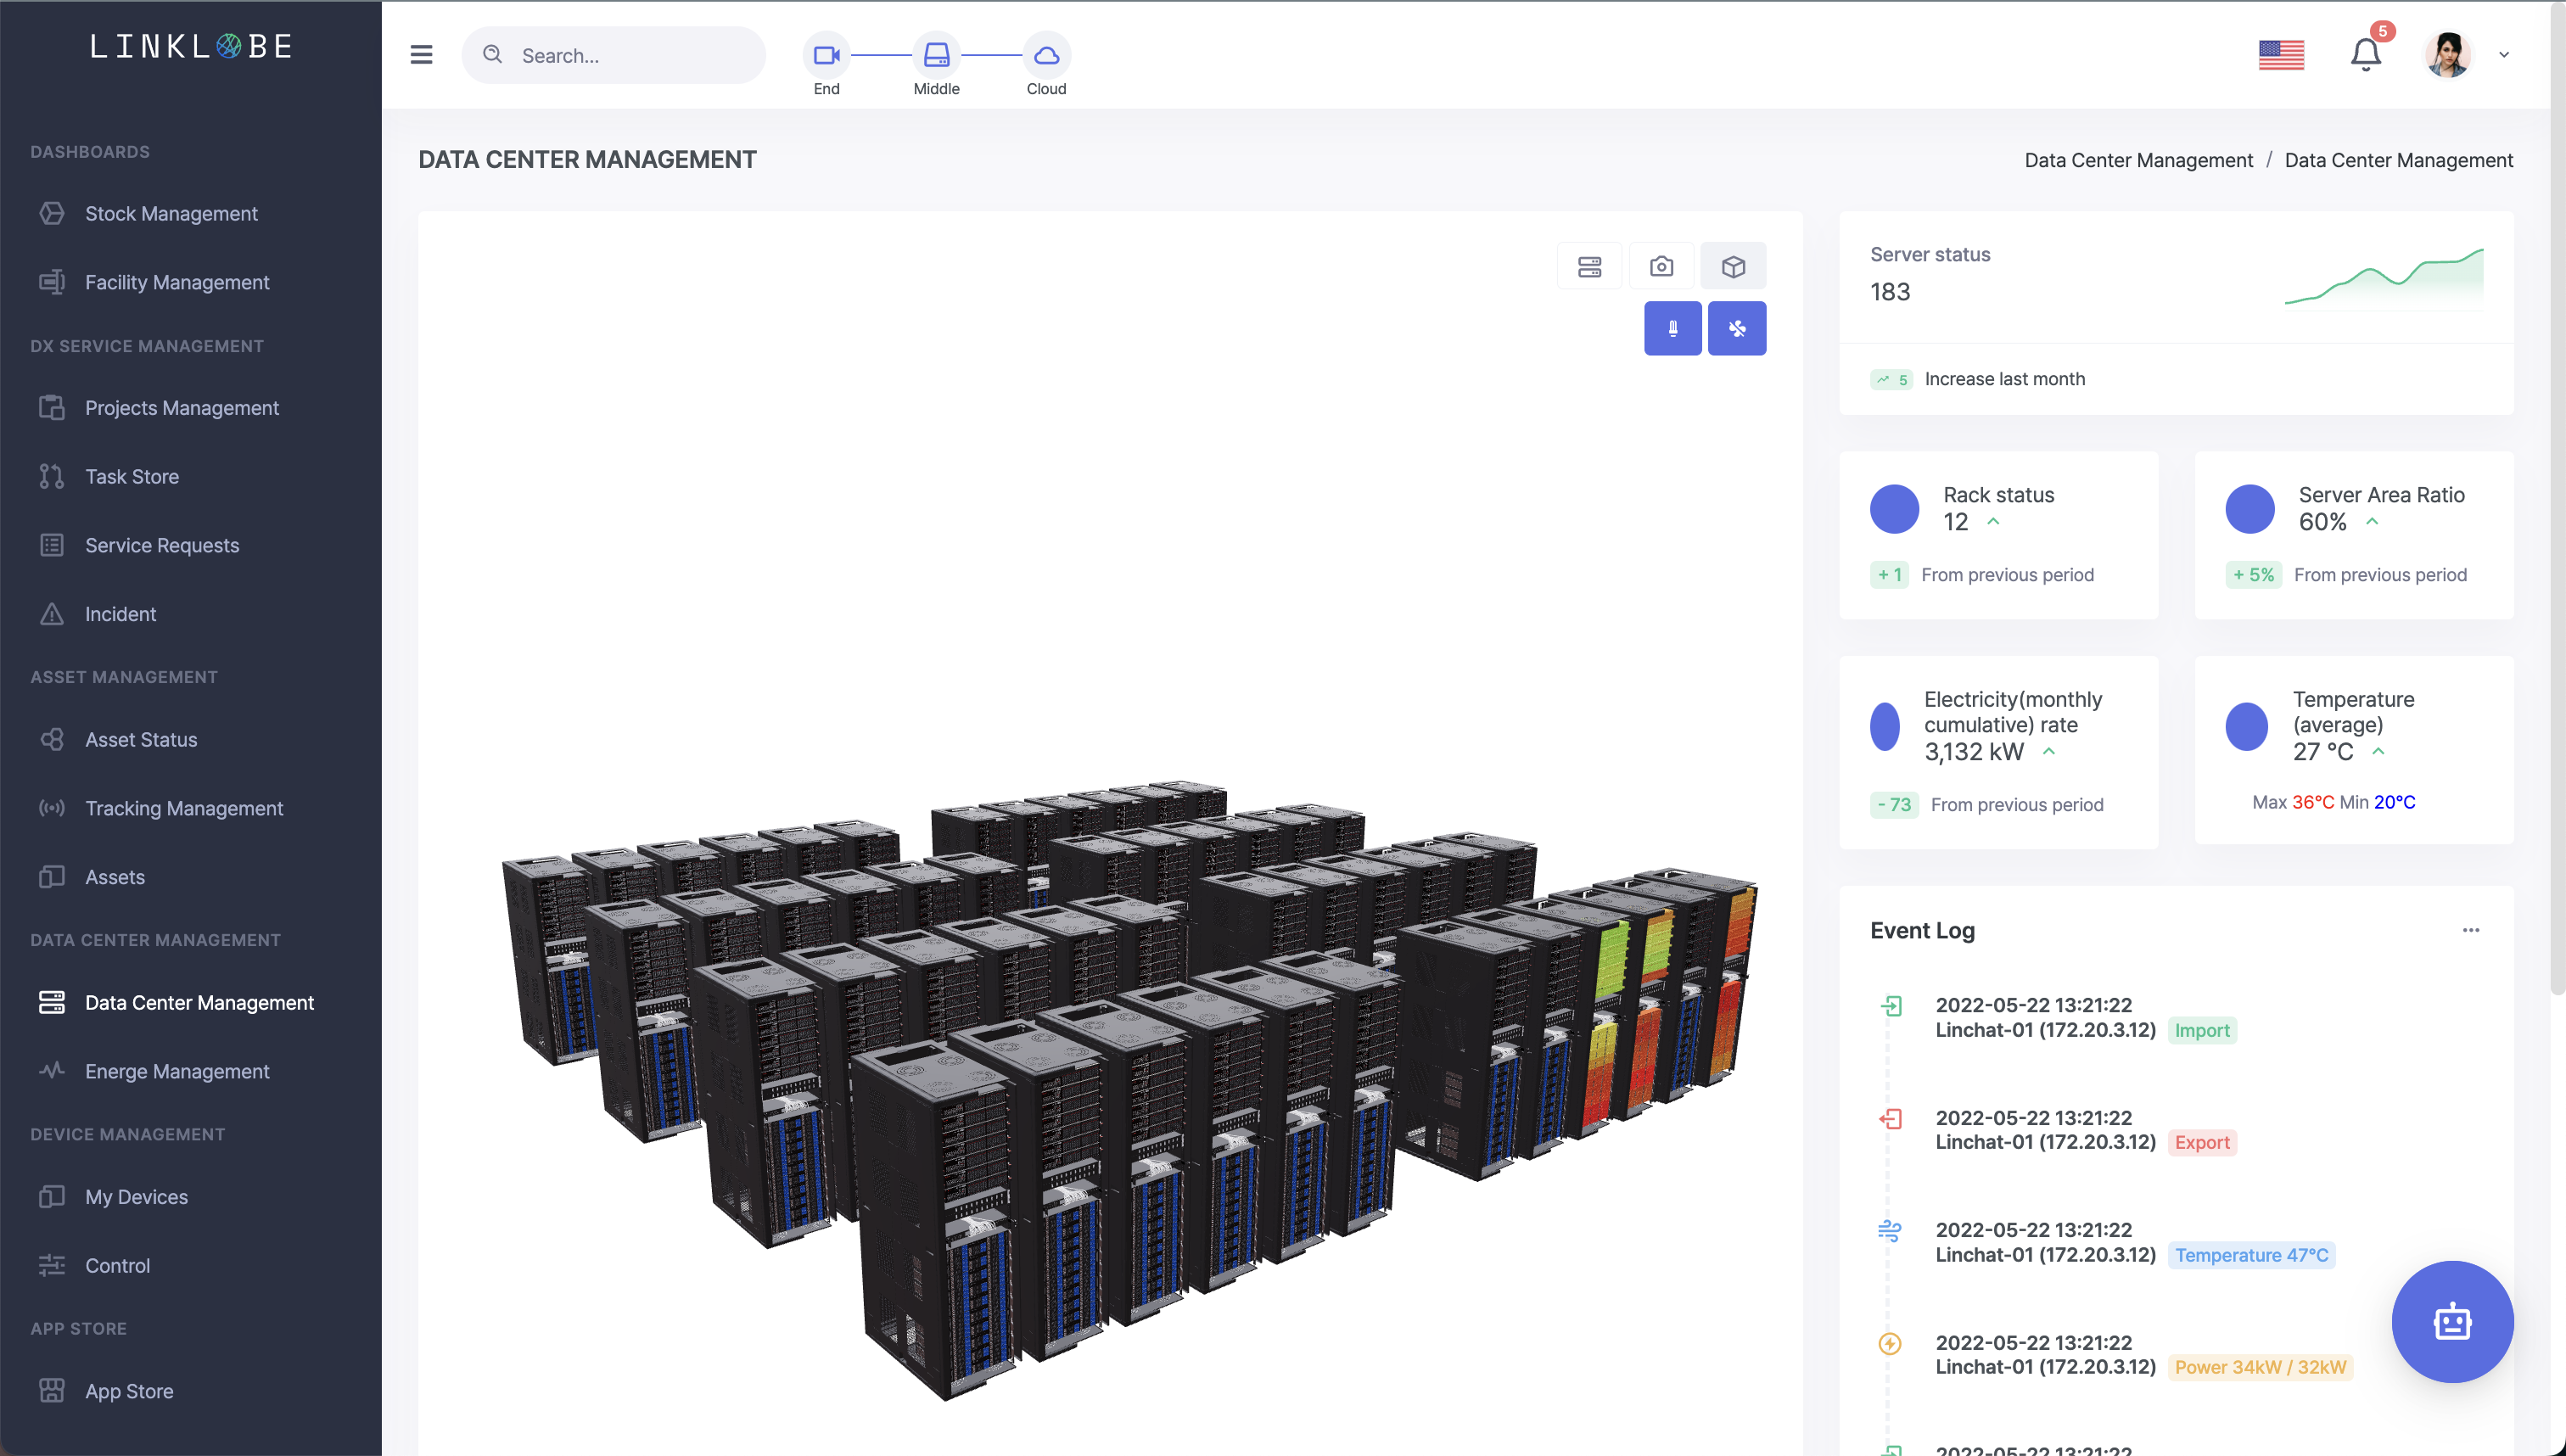 LINKLOBE
DASHBOARDS
Stock Management
Facility Management
DX SERVICE MANAGEMENT
Projects Management
Task Store
Service Requests
Incident
ASSET MANAGEMENT
Asset Status
Tracking Management
Assets
DATA CENTER MANAGEMENT
Data Center Management
Energe Management
DEVICE MANAGEMENT
My Devices
Control
APP STORE
App Store
Search...
End
Middle
Cloud
5
DATA CENTER MANAGEMENT
Data Center Management / Data Center Management
Server status
183
5 Increase last month
Rack status
12
+ 1 From previous period
Server Area Ratio
60%
+ 5% From previous period
Electricity(monthly
cumulative) rate
3,132 kW
- 73 From previous period
Temperature
(average)
27 °C
Max 36°C Min 20°C
Event Log
2022-05-22 13:21:22
Linchat-01 (172.20.3.12) Import
2022-05-22 13:21:22
Linchat-01 (172.20.3.12) Export
2022-05-22 13:21:22
Linchat-01 (172.20.3.12) Temperature 47°C
2022-05-22 13:21:22
Linchat-01 (172.20.3.12) Power 34kW / 32kW
2022-05-22 13:21:22